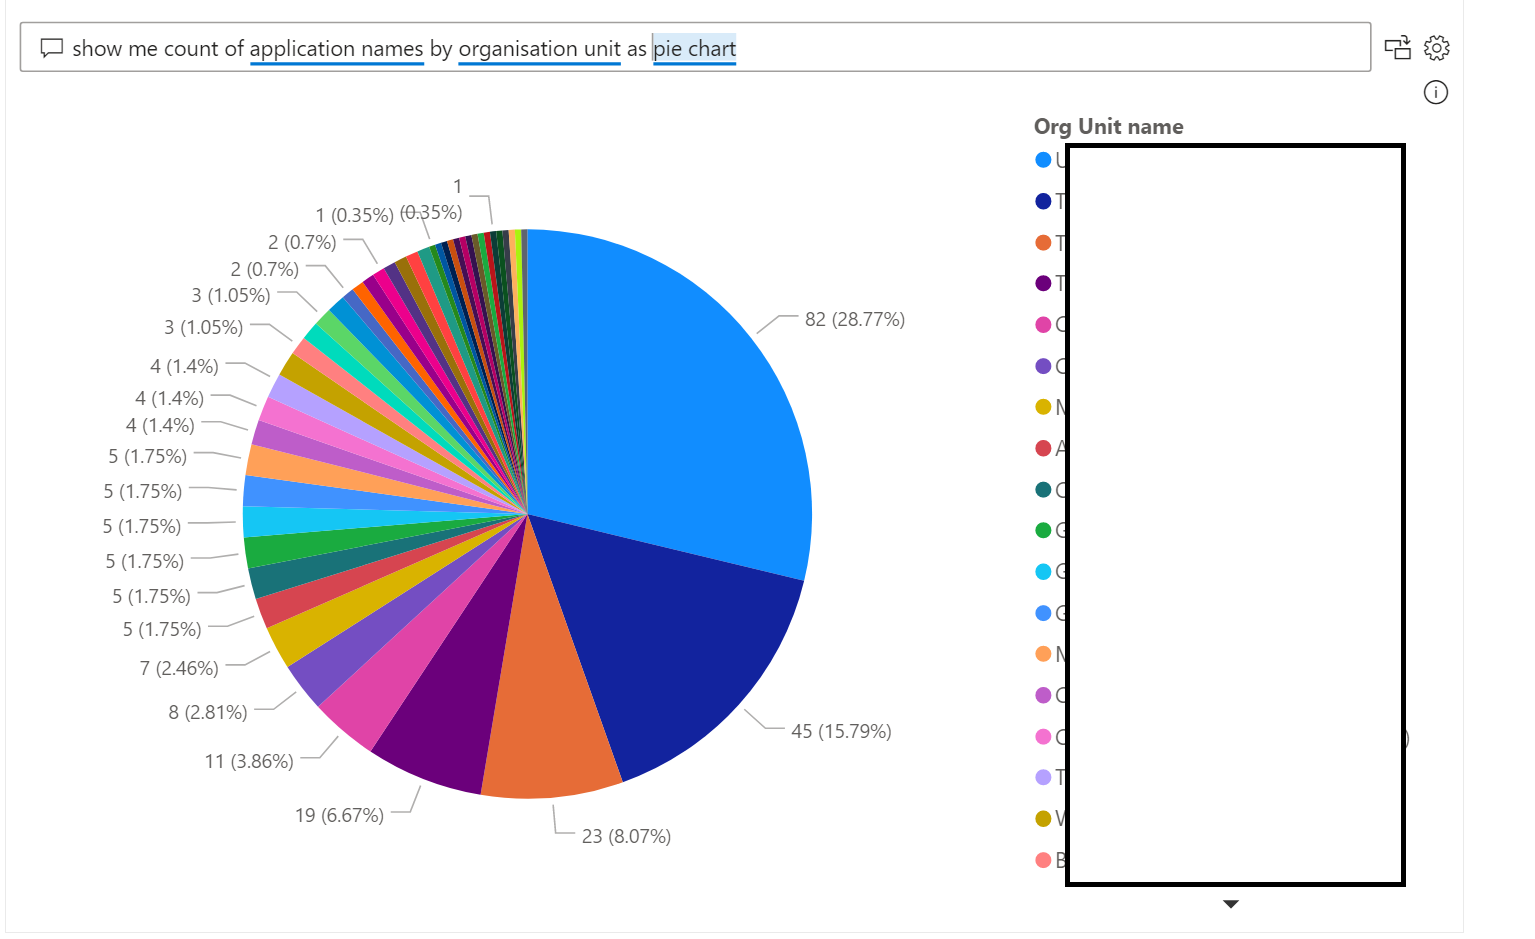 show me count of application names by organisation unit as pie chart
Org Unit name
U
T
T
T
C
C
M
A
C
G
G
G
M
C
C
T
W
B
1
(0.35%)
1 (0.35%)
2 (0.7%)
2 (0.7%)
3 (1.05%)
3 (1.05%)
4 (1.4%)
4 (1.4%)
4 (1.4%)
5 (1.75%)
5 (1.75%)
5 (1.75%)
5 (1.75%)
5 (1.75%)
5 (1.75%)
7 (2.46%)
8 (2.81%)
11 (3.86%)
19 (6.67%)
23 (8.07%)
45 (15.79%)
82 (28.77%)